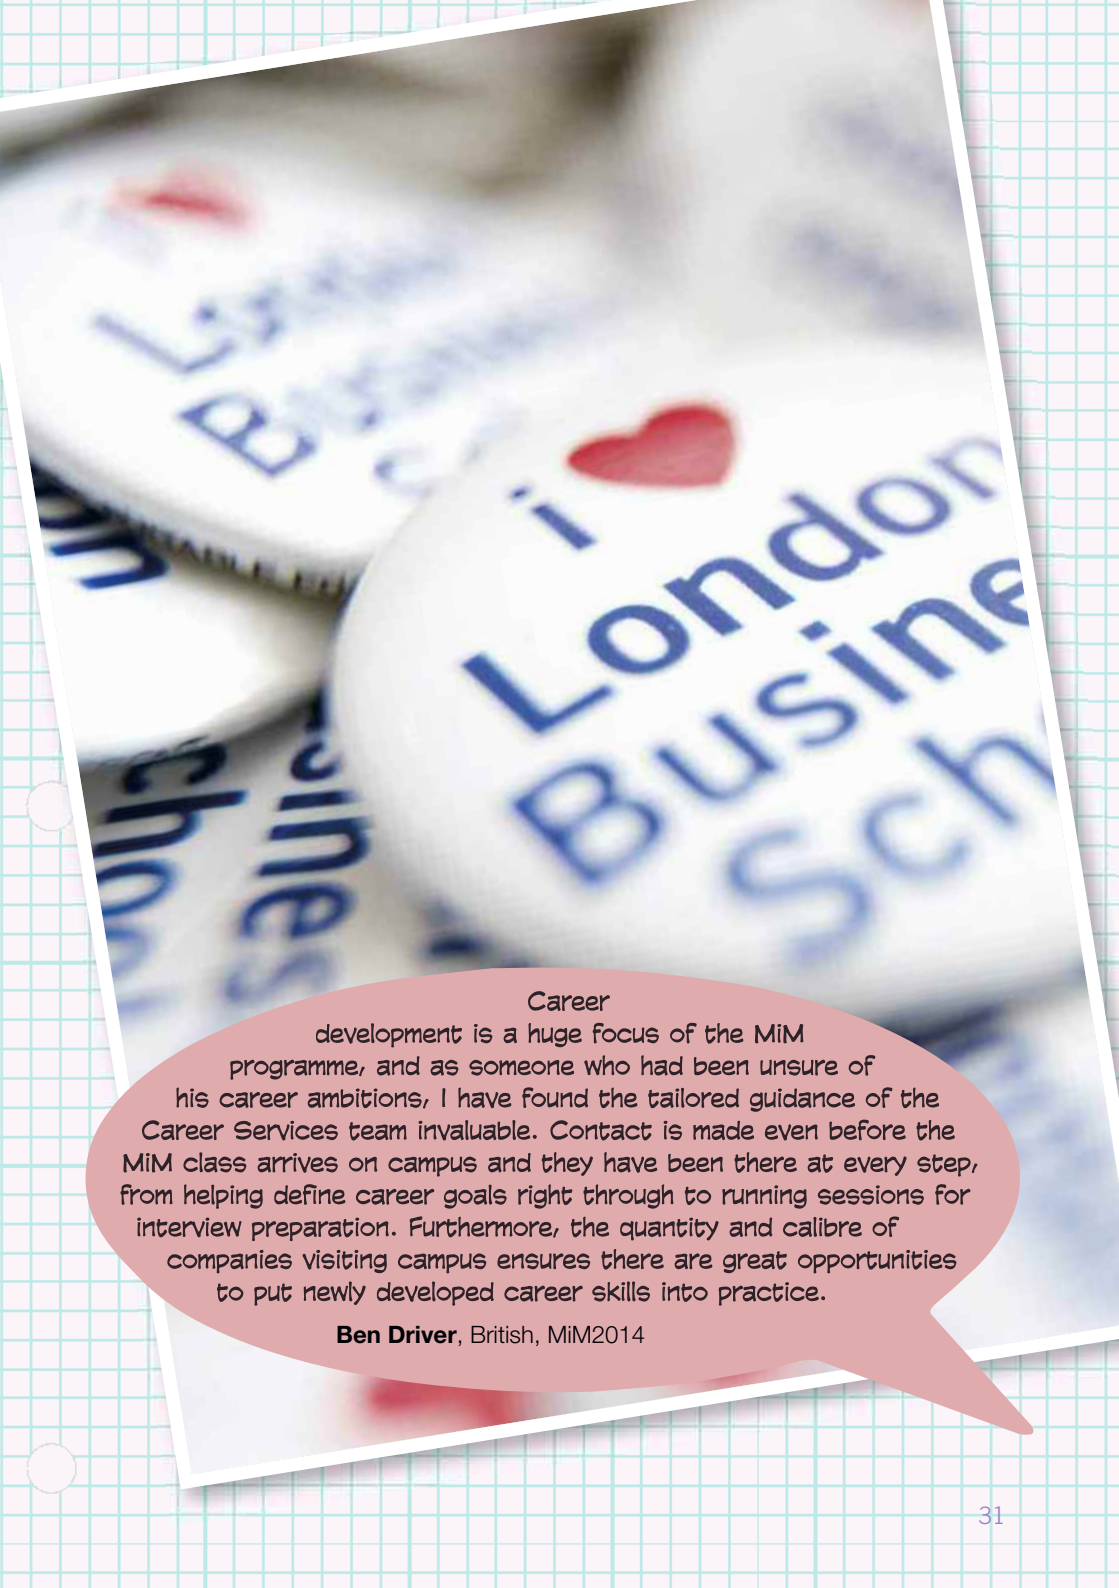 i
London
Busine
Sch
L
B
on
choo
sines
Career
development is a huge focus of the MiM
programme, and as someone who had been unsure of
his career ambitions, I have found the tailored guidance of the
Career Services team invaluable. Contact is made even before the
MiM class arrives on campus and they have been there at every step,
from helping define career goals right through to running sessions for
interview preparation. Furthermore, the quantity and calibre of
companies visiting campus ensures there are great opportunities
to put newly developed career skills into practice.
Ben Driver, British, MiM2014
31